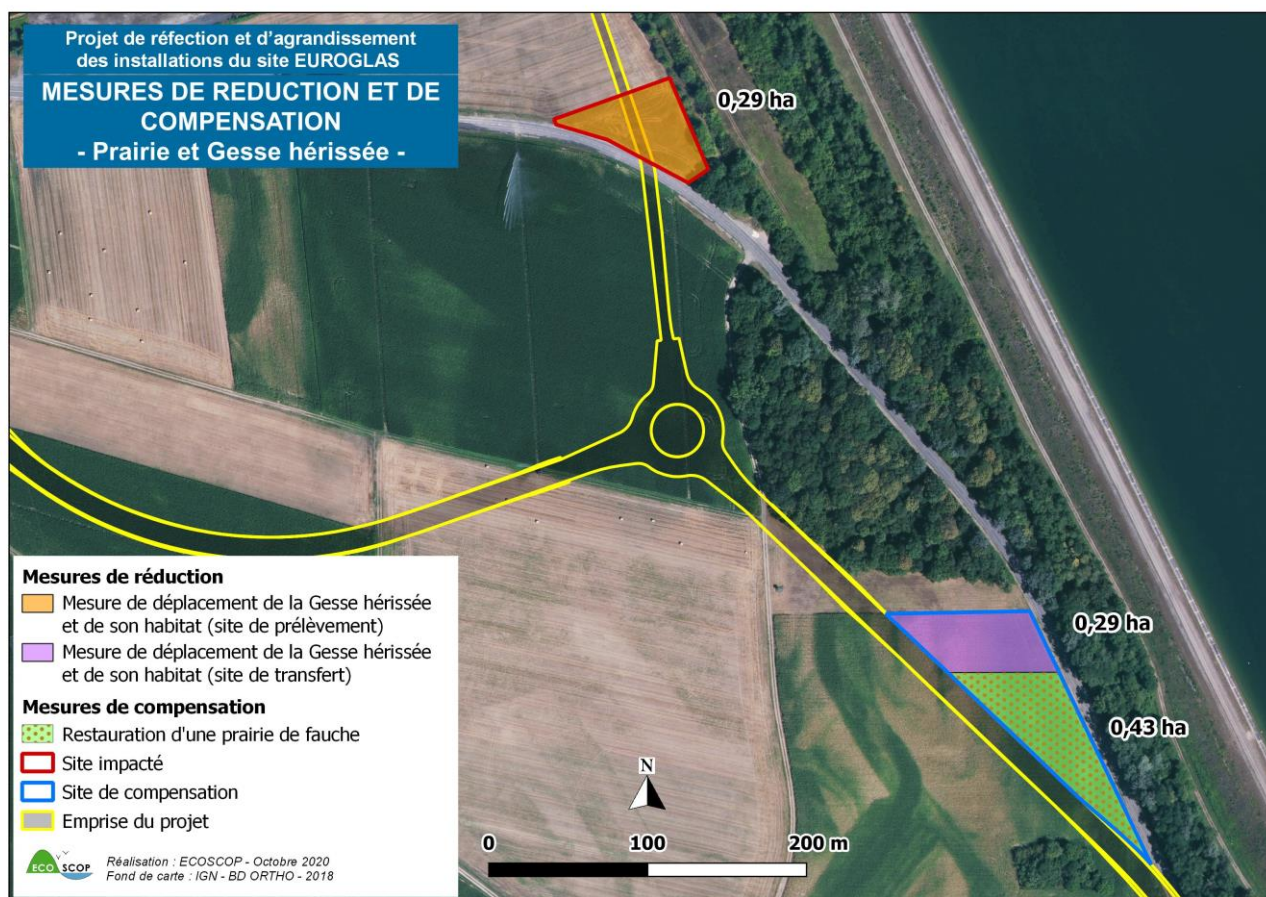 Projet de réfection et d'agrandissement
des installations du site EUROGLAS
MESURES DE REDUCTION ET DE
COMPENSATION
- Prairie et Gesse hérissée -
0,29 ha
0,29 ha
0,43 ha
Mesures de réduction
Mesure de déplacement de la Gesse hérissée
et de son habitat (site de prélèvement)
Mesure de déplacement de la Gesse hérissée
et de son habitat (site de transfert)
Mesures de compensation
Restauration d'une prairie de fauche
Site impacté
Site de compensation
Emprise du projet
ECO SCOP
Réalisation : ECOSCOP - Octobre 2020
Fond de carte : IGN - BD ORTHO - 2018
N
0 100 200 m